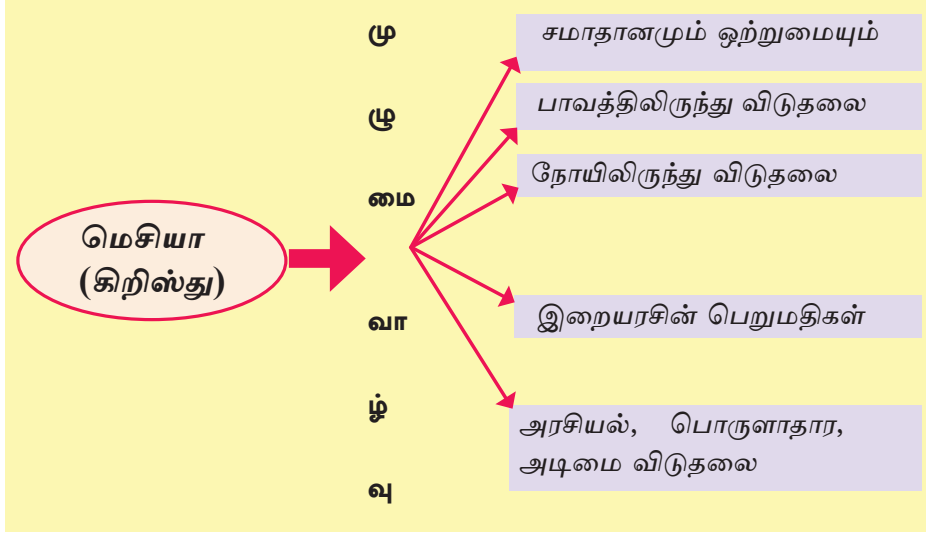 மெசியா
(கிறிஸ்து)
மு
ழு
மை
வா
ழ்
வு
சமாதானமும் ஒற்றுமையும்
பாவத்திலிருந்து விடுதலை
நோயிலிருந்து விடுதலை
இறையரசின் பெறுமதிகள்
அரசியல், பொருளாதார,
அடிமை விடுதலை